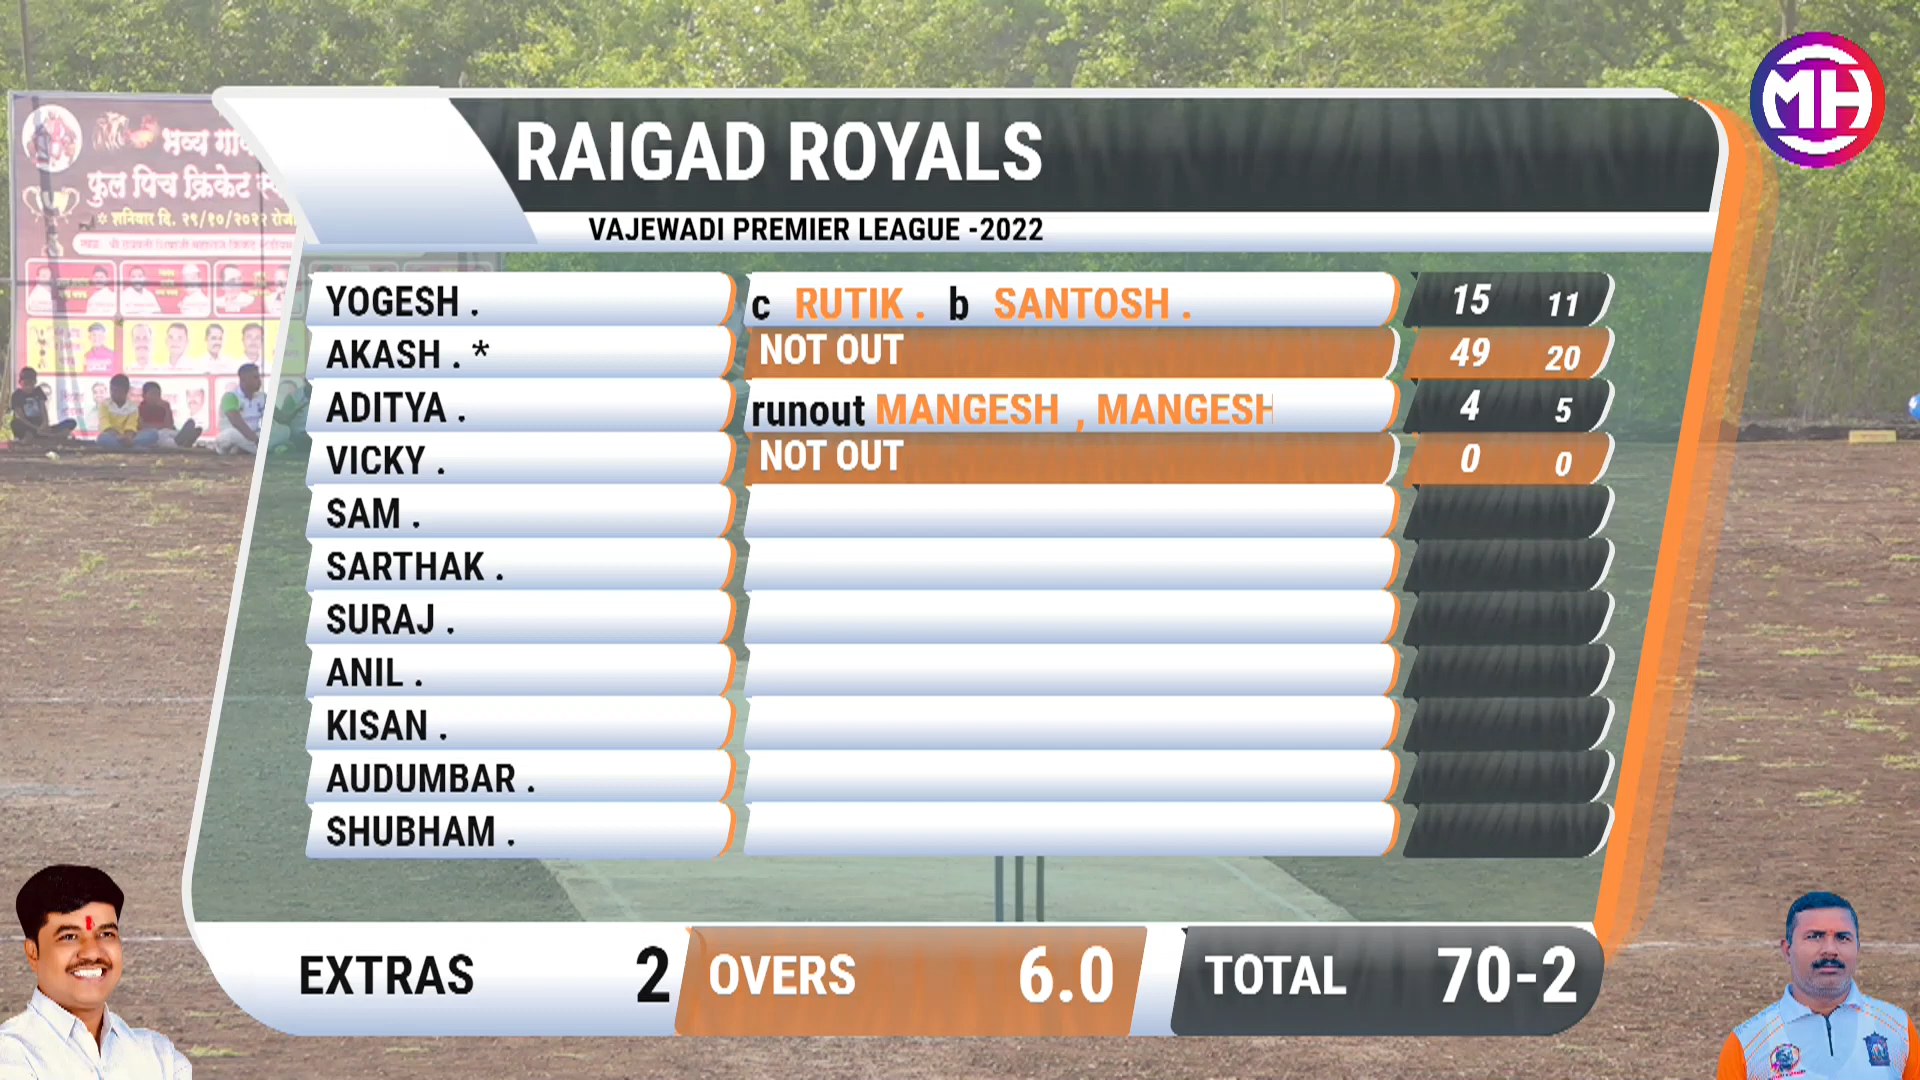 MH
भव्य
फुल पिच क्रिकेट
शनिवार दि. २९/१०/२०२२ रोजी
RAIGAD ROYALS
VAJEWADI PREMIER LEAGUE -2022
YOGESH . c RUTIK . b SANTOSH . 15 11
AKASH . * NOT OUT 49 20
ADITYA . runout MANGESH , MANGESH 4 5
VICKY . NOT OUT 0 0
SAM .
SARTHAK .
SURAJ .
ANIL .
KISAN .
AUDUMBAR .
SHUBHAM .
EXTRAS 2 OVERS 6.0 TOTAL 70-2